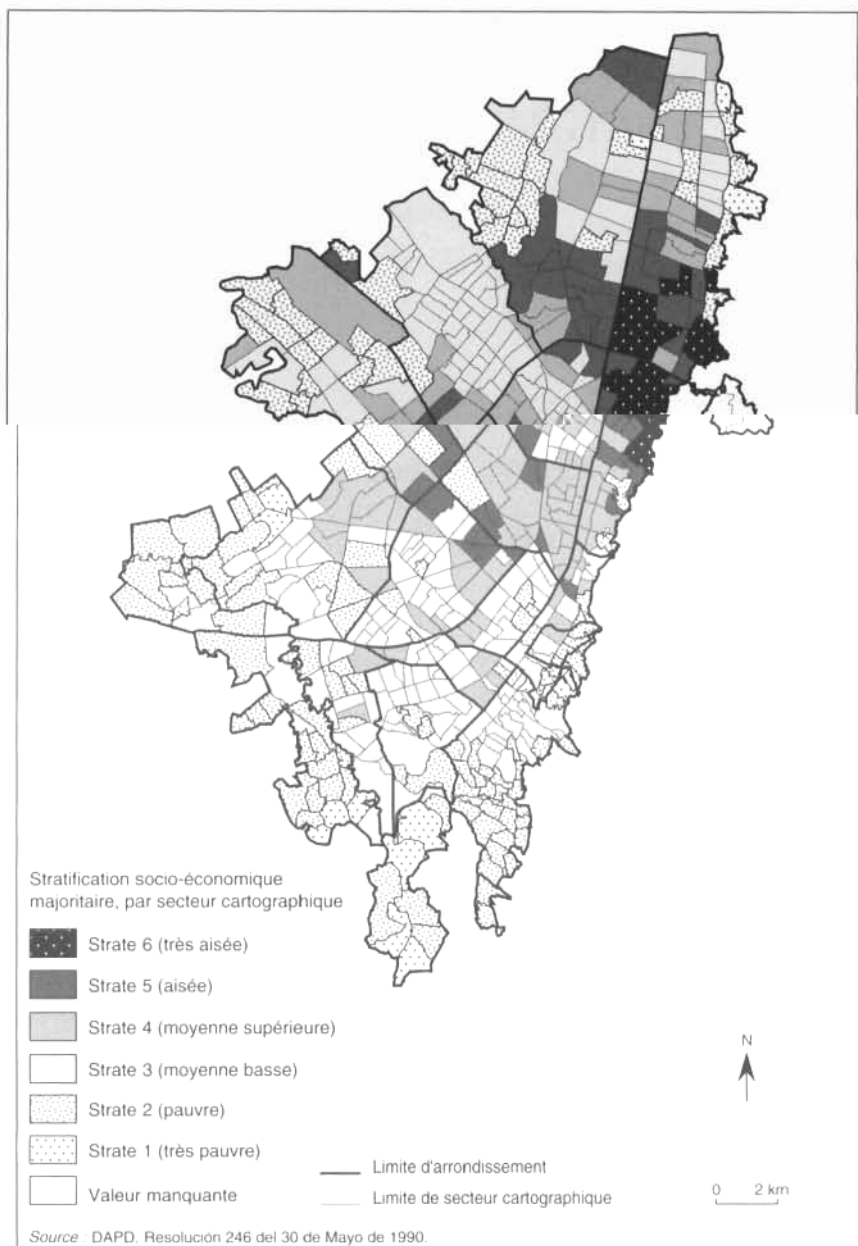 Stratification socio-économique
majoritaire, par secteur cartographique
Strate 6 (très aisée)
Strate 5 (aisée)
Strate 4 (moyenne supérieure)
Strate 3 (moyenne basse)
Strate 2 (pauvre)
Strate 1 (très pauvre)
Valeur manquante
Limite d'arrondissement
Limite de secteur cartographique
N
0 2 km
Source : DAPD. Resolución 246 del 30 de Mayo de 1990.